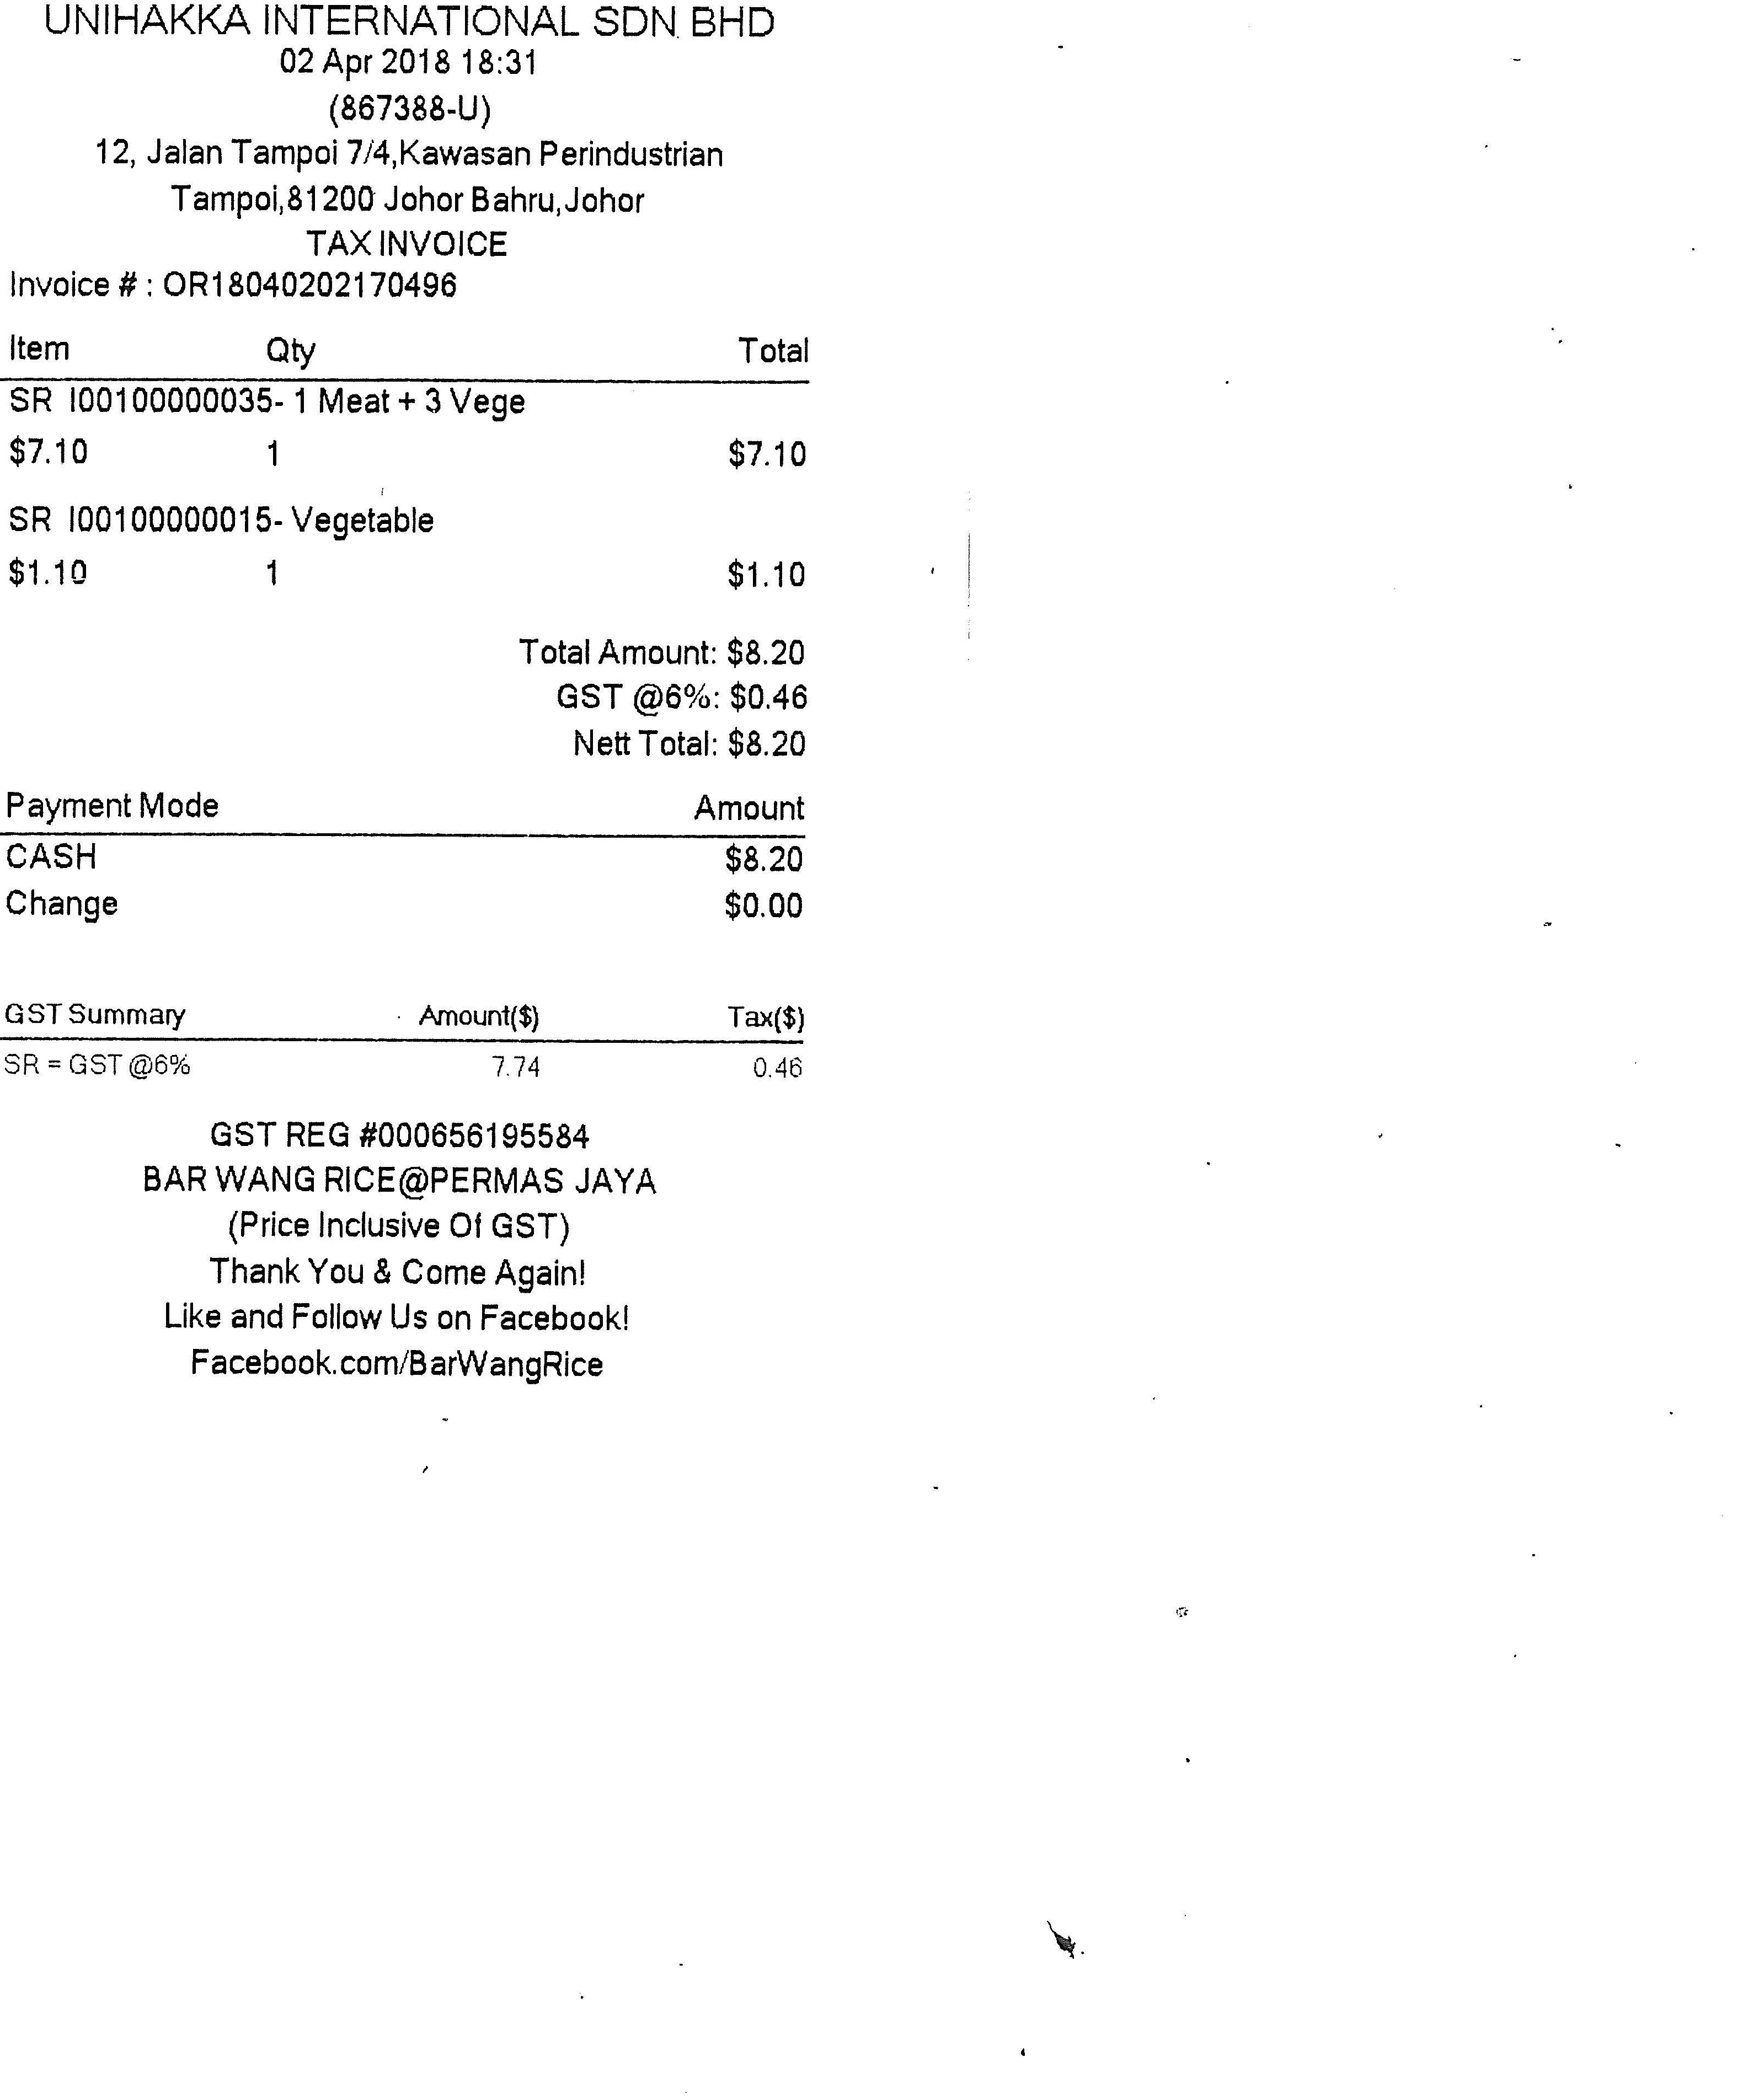 UNIHAKKA INTERNATIONAL SDN BHD
02 Apr 2018 18:31
(867388-U)
12, Jalan Tampoi 7/4,Kawasan Perindustrian
Tampoi,81200 Johor Bahru,Johor
TAX INVOICE
Invoice # : OR18040202170496
Item Qty Total
SR I00100000035- 1 Meat + 3 Vege
$7.10 1 $7.10
SR I00100000015- Vegetable
$1.10 1 $1.10
Total Amount: $8.20
GST @6%: $0.46
Nett Total: $8.20
Payment Mode Amount
CASH $8.20
Change $0.00
GST Summary Amount($) Tax($)
SR = GST @6% 7.74 0.46
GST REG #000656195584
BAR WANG RICE@PERMAS JAYA
(Price Inclusive Of GST)
Thank You & Come Again!
Like and Follow Us on Facebook!
Facebook.com/BarWangRice